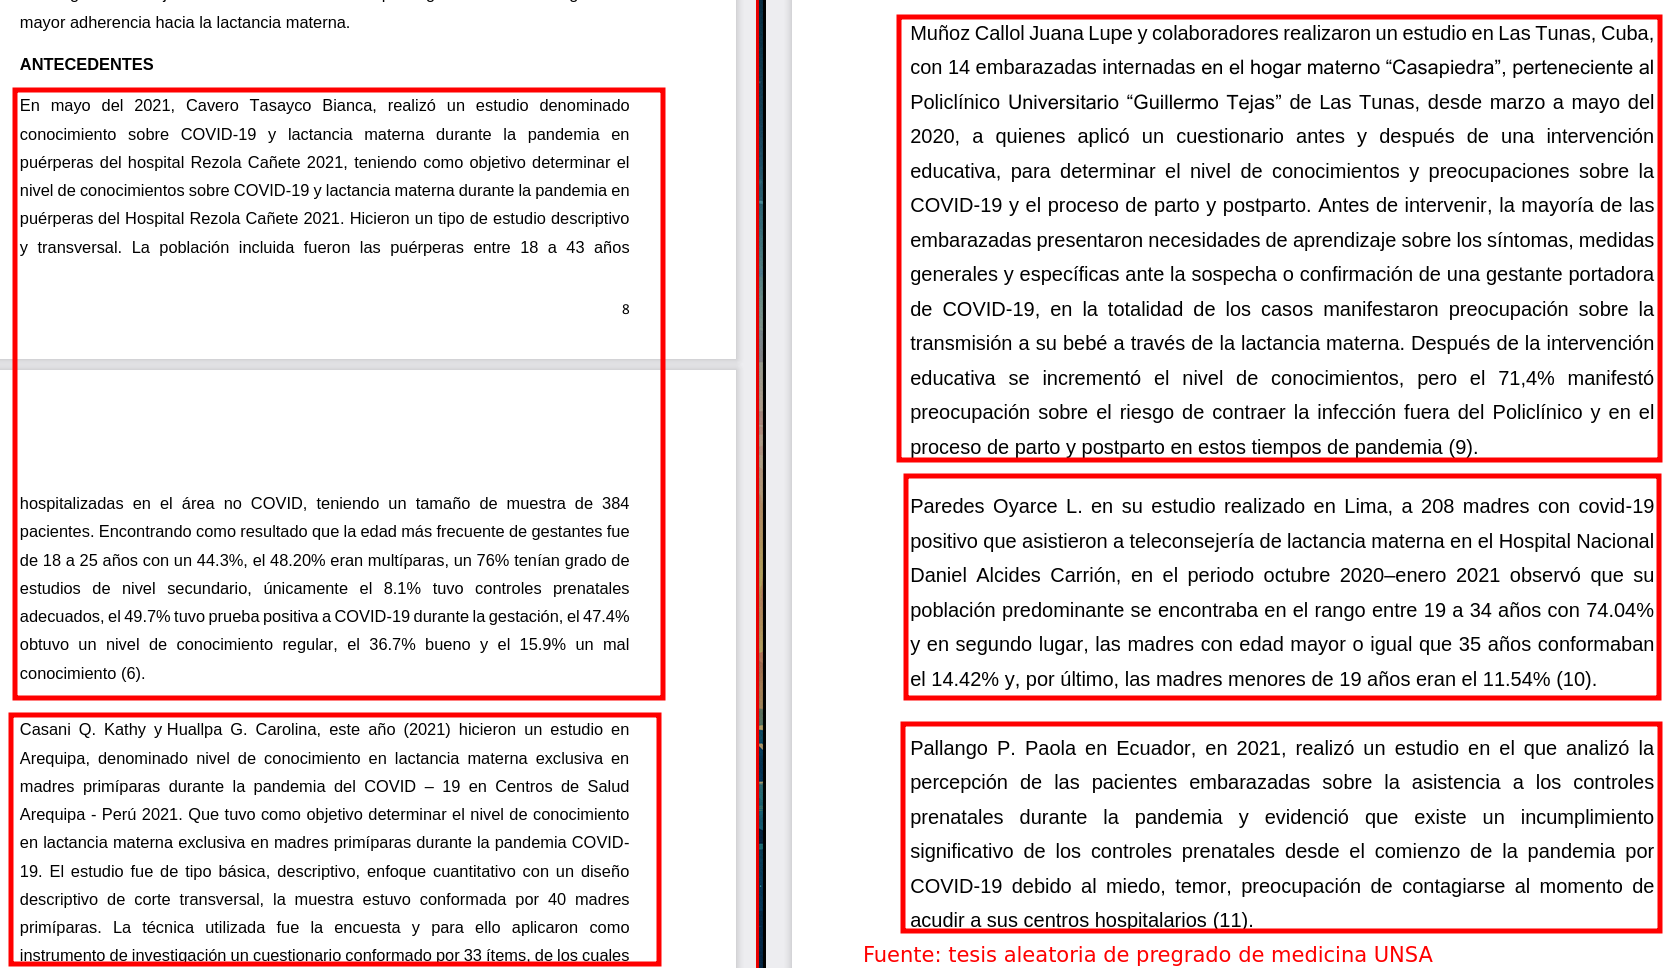 mayor adherencia hacia la lactancia materna.
ANTECEDENTES
En mayo del 2021, Cavero Tasayco Bianca, realizó un estudio denominado
conocimiento sobre COVID-19 y lactancia materna durante la pandemia en
puérperas del hospital Rezola Cañete 2021, teniendo como objetivo determinar el
nivel de conocimientos sobre COVID-19 y lactancia materna durante la pandemia en
puérperas del Hospital Rezola Cañete 2021. Hicieron un tipo de estudio descriptivo
y transversal. La población incluida fueron las puérperas entre 18 a 43 años
8
hospitalizadas en el área no COVID, teniendo un tamaño de muestra de 384
pacientes. Encontrando como resultado que la edad más frecuente de gestantes fue
de 18 a 25 años con un 44.3%, el 48.20% eran multíparas, un 76% tenían grado de
estudios de nivel secundario, únicamente el 8.1% tuvo controles prenatales
adecuados, el 49.7% tuvo prueba positiva a COVID-19 durante la gestación, el 47.4%
obtuvo un nivel de conocimiento regular, el 36.7% bueno y el 15.9% un mal
conocimiento (6).
Casani Q. Kathy y Huallpa G. Carolina, este año (2021) hicieron un estudio en
Arequipa, denominado nivel de conocimiento en lactancia materna exclusiva en
madres primíparas durante la pandemia del COVID – 19 en Centros de Salud
Arequipa - Perú 2021. Que tuvo como objetivo determinar el nivel de conocimiento
en lactancia materna exclusiva en madres primíparas durante la pandemia COVID-
19. El estudio fue de tipo básica, descriptivo, enfoque cuantitativo con un diseño
descriptivo de corte transversal, la muestra estuvo conformada por 40 madres
primíparas. La técnica utilizada fue la encuesta y para ello aplicaron como
instrumento de investigación un cuestionario conformado por 33 ítems, de los cuales
Muñoz Callol Juana Lupe y colaboradores realizaron un estudio en Las Tunas, Cuba,
con 14 embarazadas internadas en el hogar materno “Casapiedra”, perteneciente al
Policlínico Universitario “Guillermo Tejas” de Las Tunas, desde marzo a mayo del
2020, a quienes aplicó un cuestionario antes y después de una intervención
educativa, para determinar el nivel de conocimientos y preocupaciones sobre la
COVID-19 y el proceso de parto y postparto. Antes de intervenir, la mayoría de las
embarazadas presentaron necesidades de aprendizaje sobre los síntomas, medidas
generales y específicas ante la sospecha o confirmación de una gestante portadora
de COVID-19, en la totalidad de los casos manifestaron preocupación sobre la
transmisión a su bebé a través de la lactancia materna. Después de la intervención
educativa se incrementó el nivel de conocimientos, pero el 71,4% manifestó
preocupación sobre el riesgo de contraer la infección fuera del Policlínico y en el
proceso de parto y postparto en estos tiempos de pandemia (9).
Paredes Oyarce L. en su estudio realizado en Lima, a 208 madres con covid-19
positivo que asistieron a teleconsejería de lactancia materna en el Hospital Nacional
Daniel Alcides Carrión, en el periodo octubre 2020–enero 2021 observó que su
población predominante se encontraba en el rango entre 19 a 34 años con 74.04%
y en segundo lugar, las madres con edad mayor o igual que 35 años conformaban
el 14.42% y, por último, las madres menores de 19 años eran el 11.54% (10).
Pallango P. Paola en Ecuador, en 2021, realizó un estudio en el que analizó la
percepción de las pacientes embarazadas sobre la asistencia a los controles
prenatales durante la pandemia y evidenció que existe un incumplimiento
significativo de los controles prenatales desde el comienzo de la pandemia por
COVID-19 debido al miedo, temor, preocupación de contagiarse al momento de
acudir a sus centros hospitalarios (11).
Fuente: tesis aleatoria de pregrado de medicina UNSA